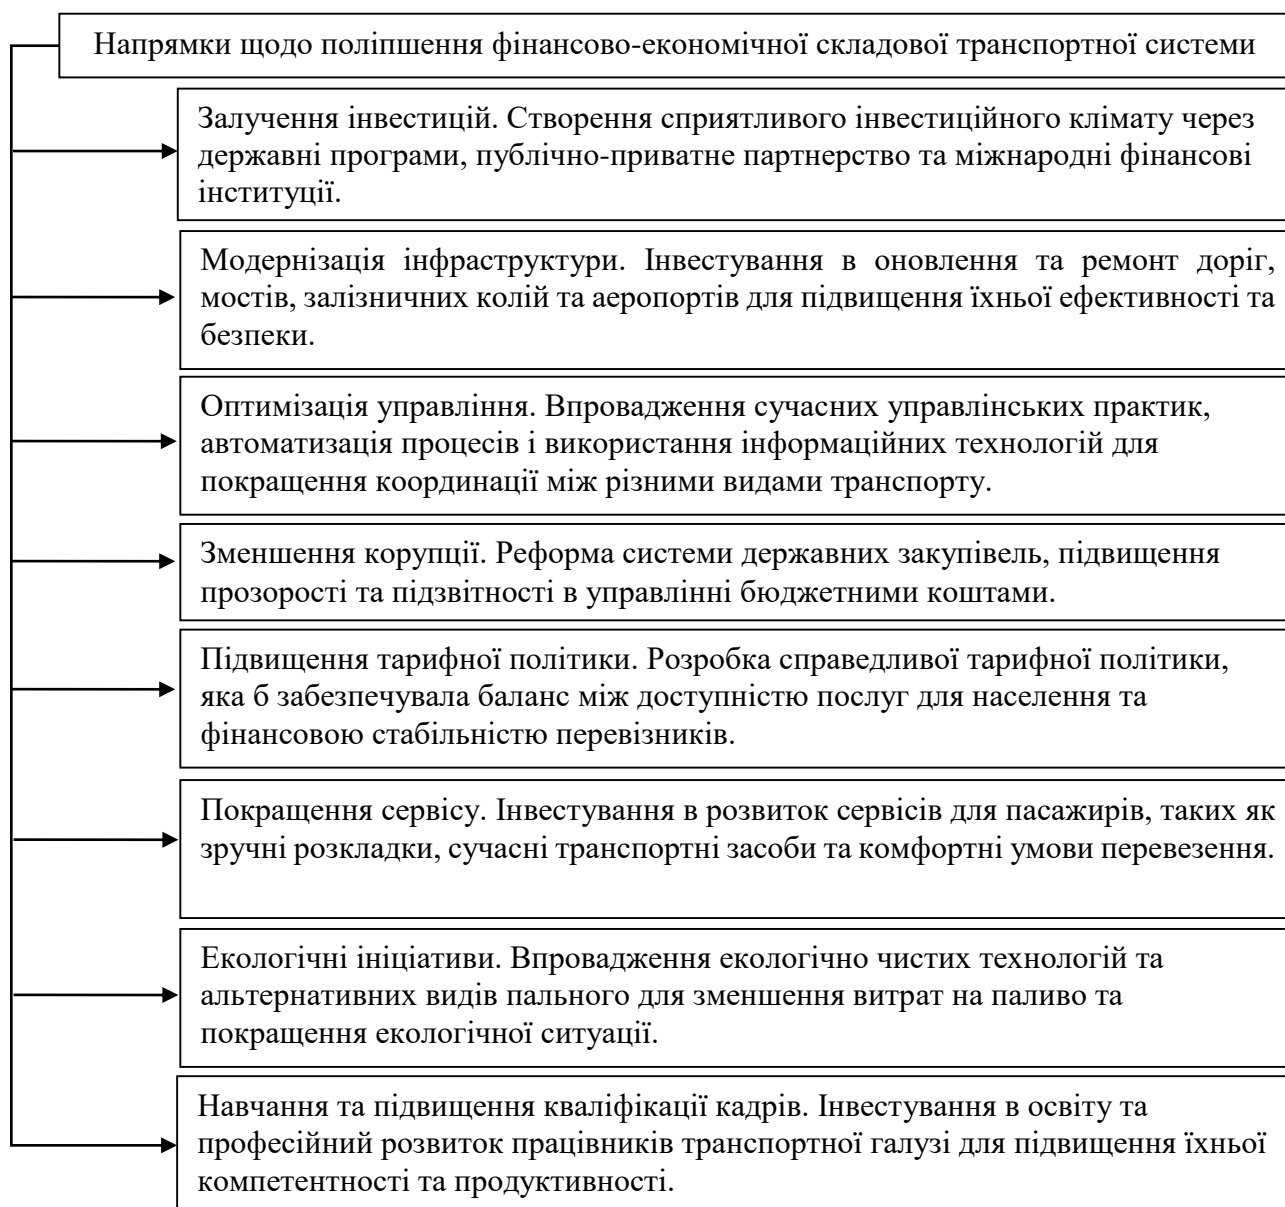 Напрямки щодо поліпшення фінансово-економічної складової транспортної системи
Залучення інвестицій. Створення сприятливого інвестиційного клімату через
державні програми, публічно-приватне партнерство та міжнародні фінансові
інституції.
Модернізація інфраструктури. Інвестування в оновлення та ремонт доріг,
мостів, залізничних колій та аеропортів для підвищення їхньої ефективності та
безпеки.
Оптимізація управління. Впровадження сучасних управлінських практик,
автоматизація процесів і використання інформаційних технологій для
покращення координації між різними видами транспорту.
Зменшення корупції. Реформа системи державних закупівель, підвищення
прозорості та підзвітності в управлінні бюджетними коштами.
Підвищення тарифної політики. Розробка справедливої тарифної політики,
яка б забезпечувала баланс між доступністю послуг для населення та
фінансовою стабільністю перевізників.
Покращення сервісу. Інвестування в розвиток сервісів для пасажирів, таких як
зручні розкладки, сучасні транспортні засоби та комфортні умови перевезення.
Екологічні ініціативи. Впровадження екологічно чистих технологій та
альтернативних видів пального для зменшення витрат на паливо та
покращення екологічної ситуації.
Навчання та підвищення кваліфікації кадрів. Інвестування в освіту та
професійний розвиток працівників транспортної галузі для підвищення їхньої
компетентності та продуктивності.